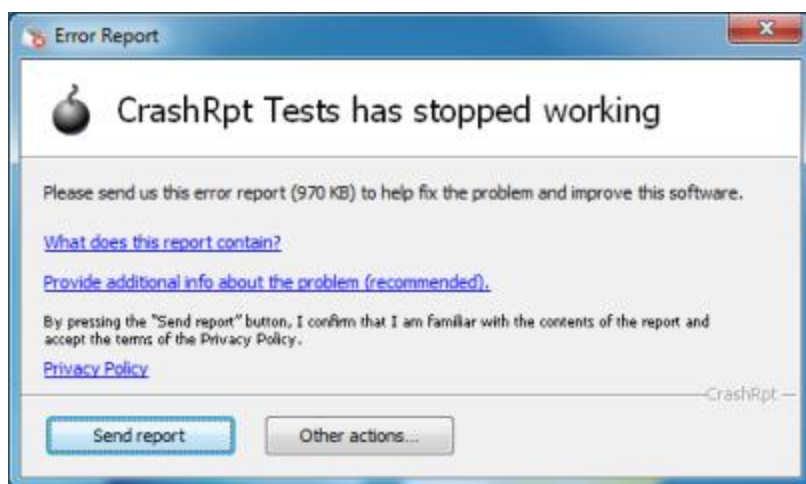 Error Report
CrashRpt Tests has stopped working
Please send us this error report (970 KB) to help fix the problem and improve this software.
What does this report contain?
Provide additional info about the problem (recommended).
By pressing the "Send report" button, I confirm that I am familiar with the contents of the report and
accept the terms of the Privacy Policy.
Privacy Policy
CrashRpt
Send report
Other actions...